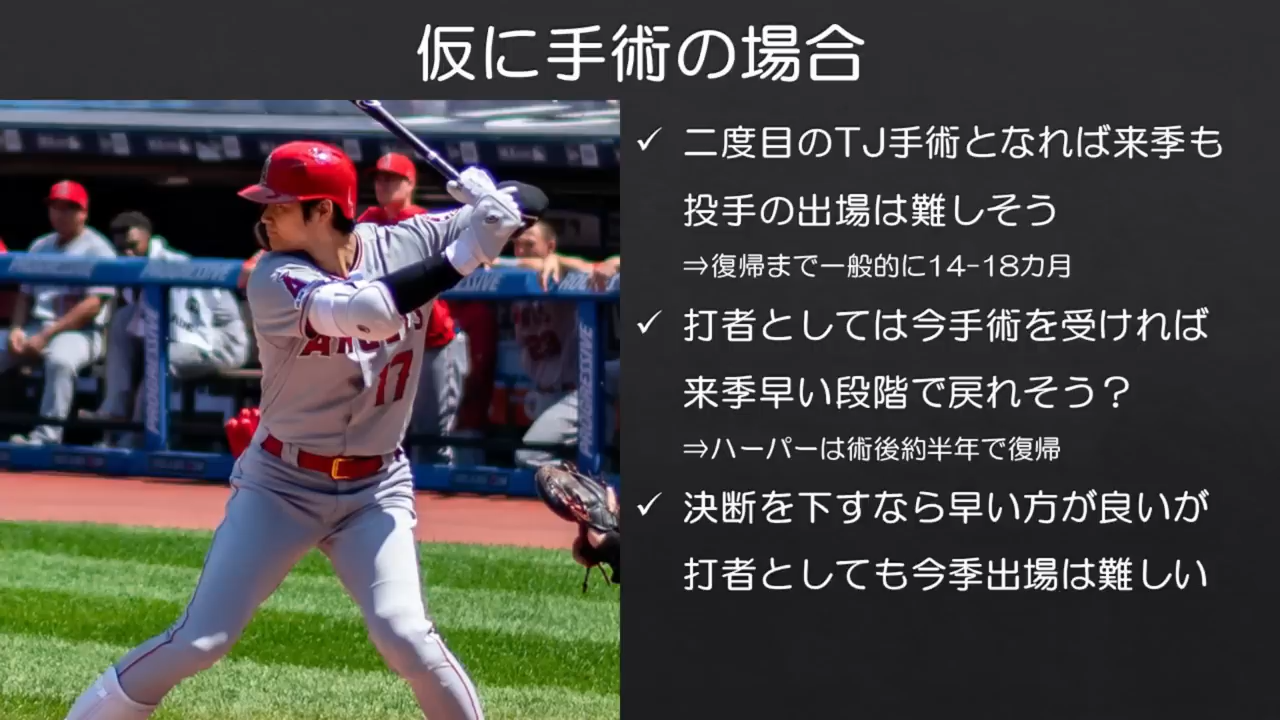 仮に手術の場合
✓ 二度目のTJ手術となれば来季も
投手の出場は難しそう
⇒復帰まで一般的に14-18カ月
✓ 打者としては今手術を受ければ
来季早い段階で戻れそう？
⇒ハーパーは術後約半年で復帰
✓ 決断を下すなら早い方が良いが
打者としても今季出場は難しい
PROGRESSIVE
PROGRESSIVE
PROGRESSIVE
17
23
PROGRESSIVE